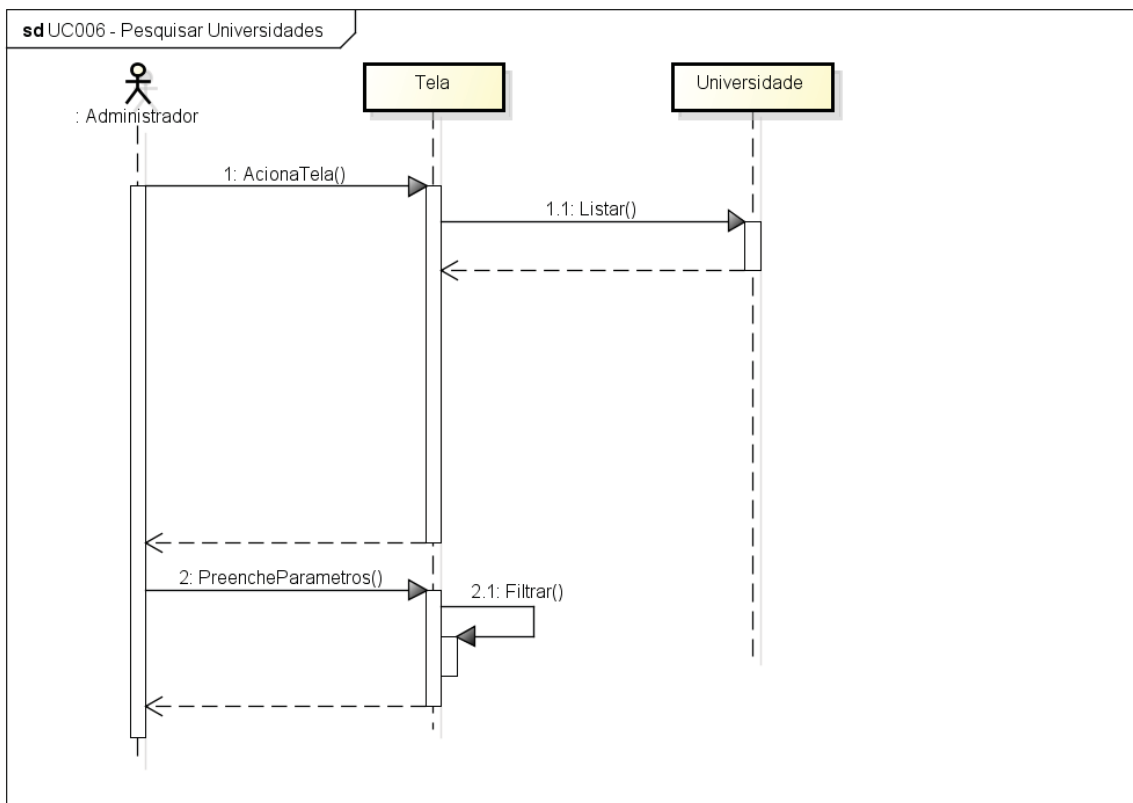 sd UC006 - Pesquisar Universidades
: Administrador
Tela
Universidade
1: AcionaTela()
1.1: Listar()
2: PreencheParametros()
2.1: Filtrar()